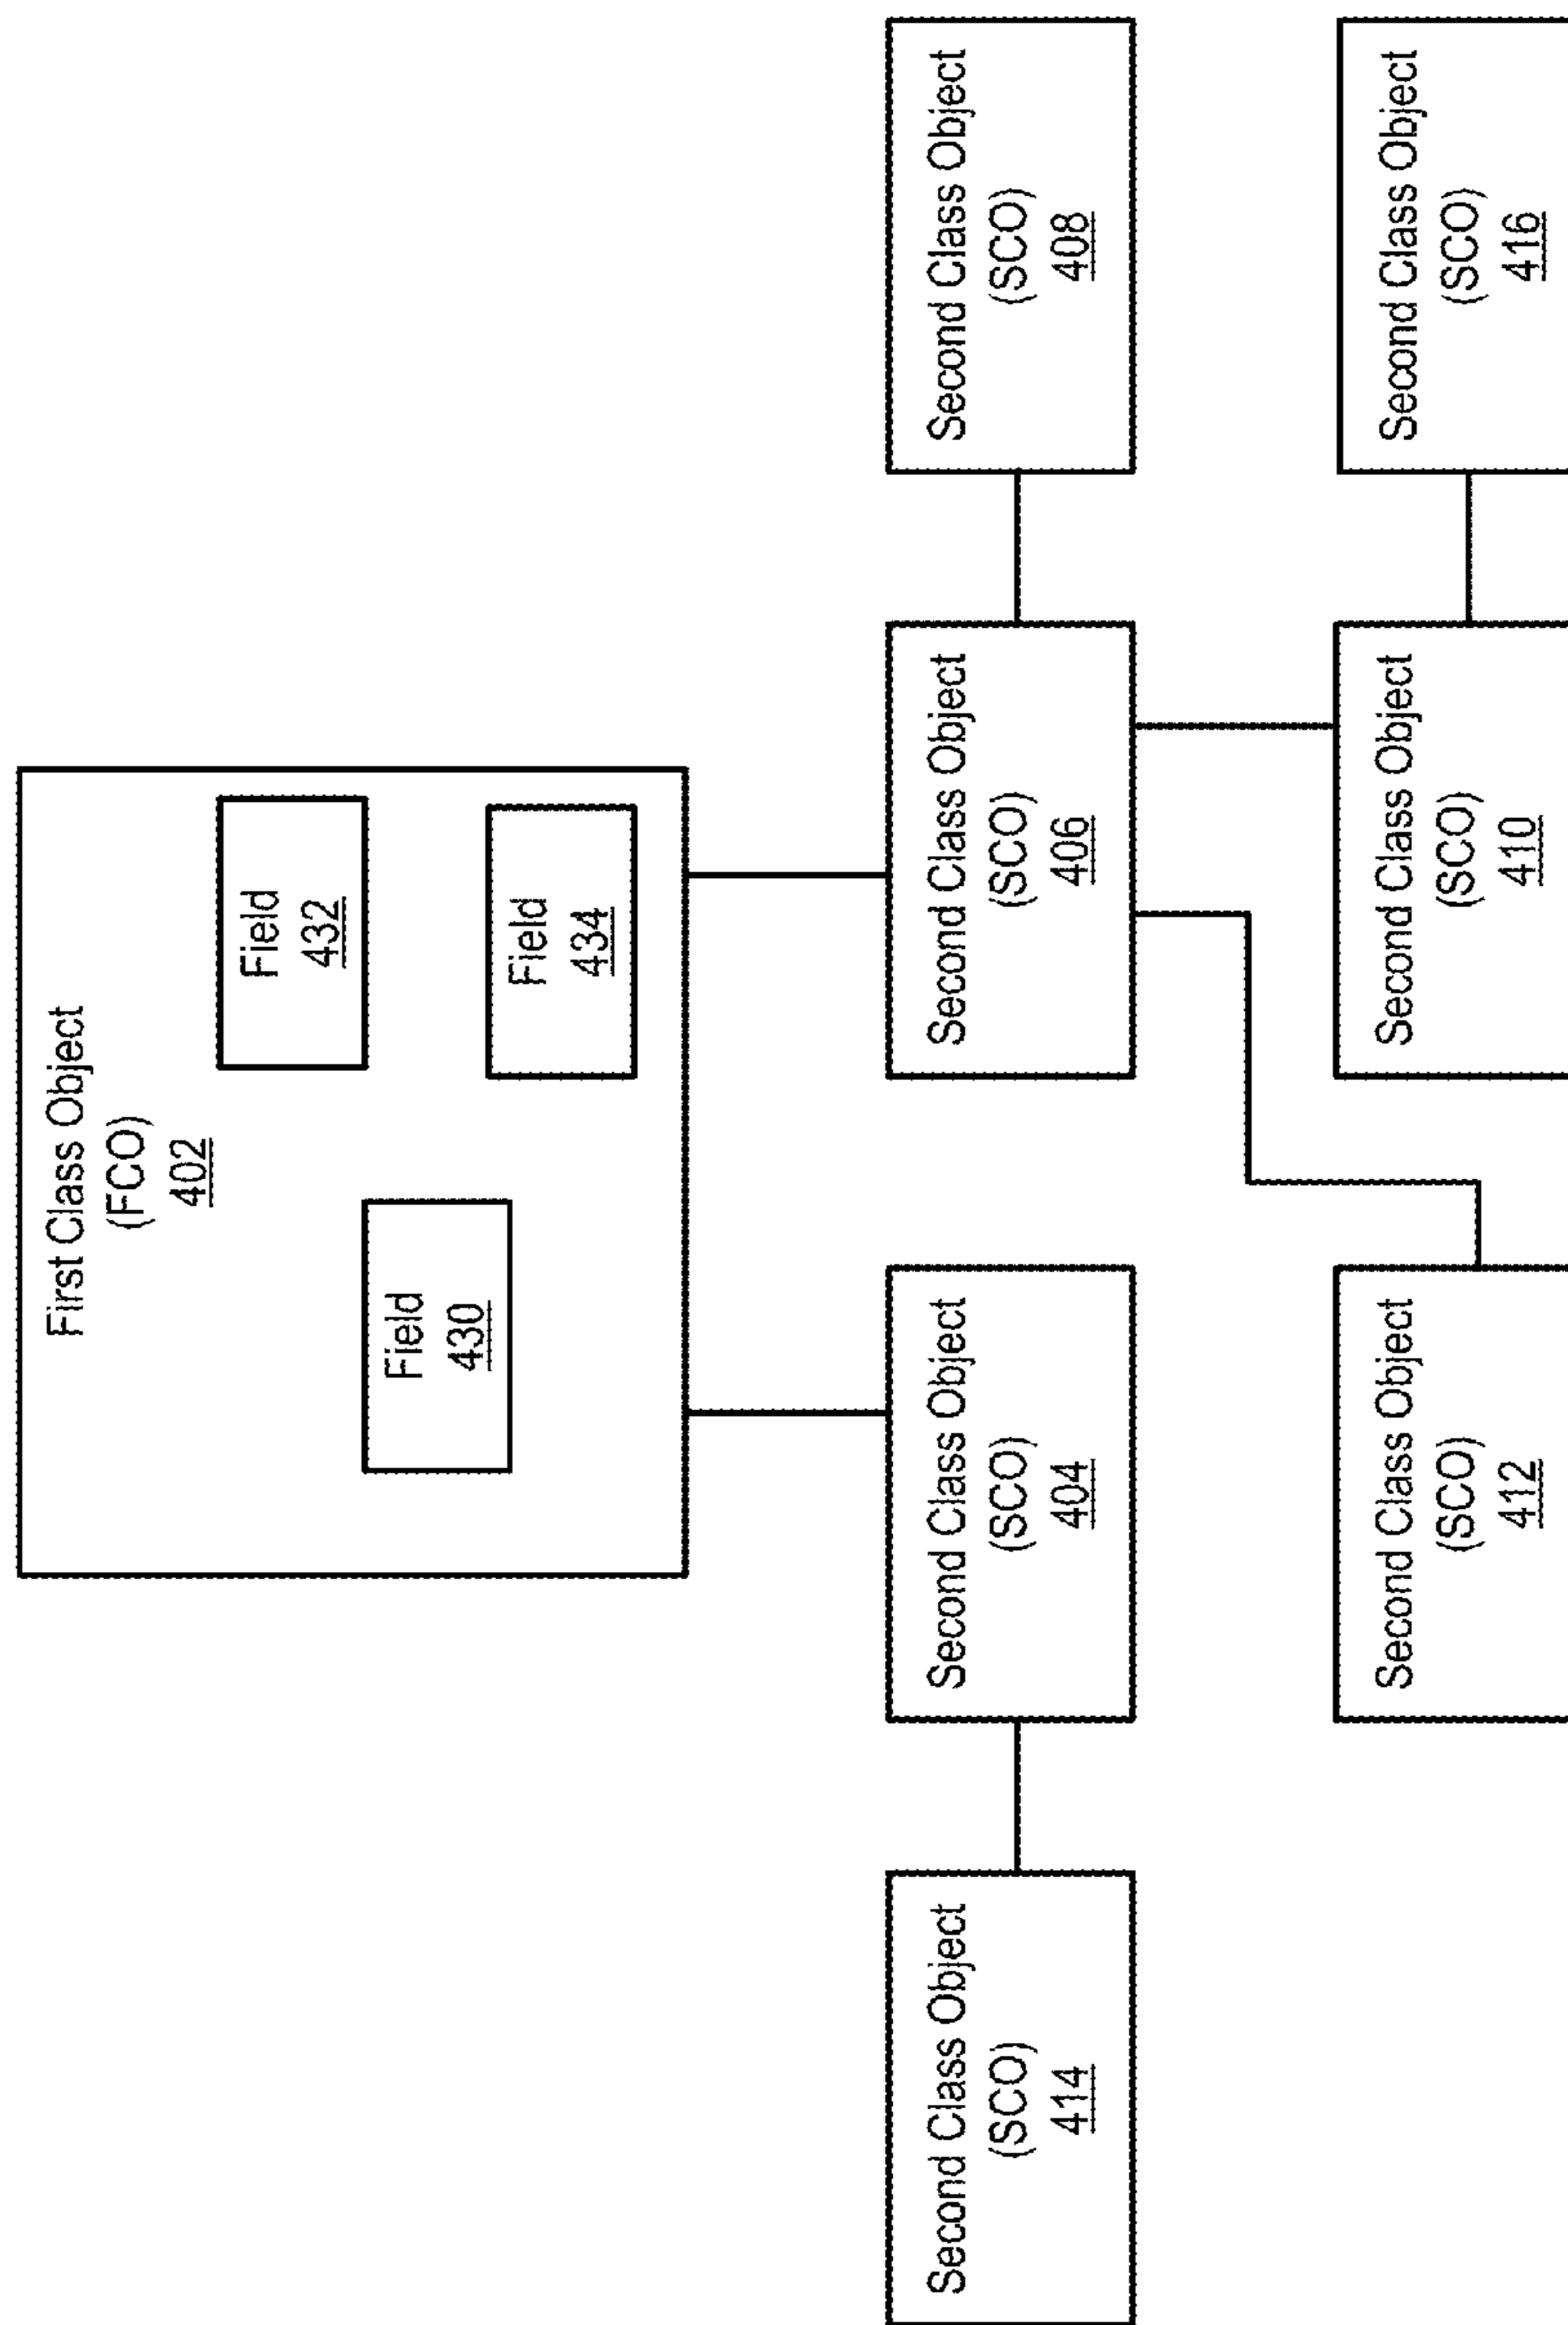 First Class Object
(FCO)
402
Field
430
Field
432
Field
434
Second Class Object
(SCO)
414
Second Class Object
(SCO)
404
Second Class Object
(SCO)
406
Second Class Object
(SCO)
408
Second Class Object
(SCO)
412
Second Class Object
(SCO)
410
Second Class Object
(SCO)
416